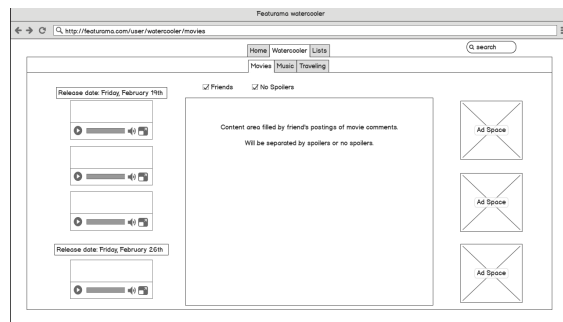 Featurama watercooler
http://featurama.com/user/watercooler/movies
Home Watercooler Lists
search
Movies Music Traveling
Release date: Friday, February 19th
Friends No Spoilers
Content area filled by friend's postings of movie comments.
Will be separated by spoilers or no spoilers.
Ad Space
Ad Space
Release date: Friday, February 26th
Ad Space